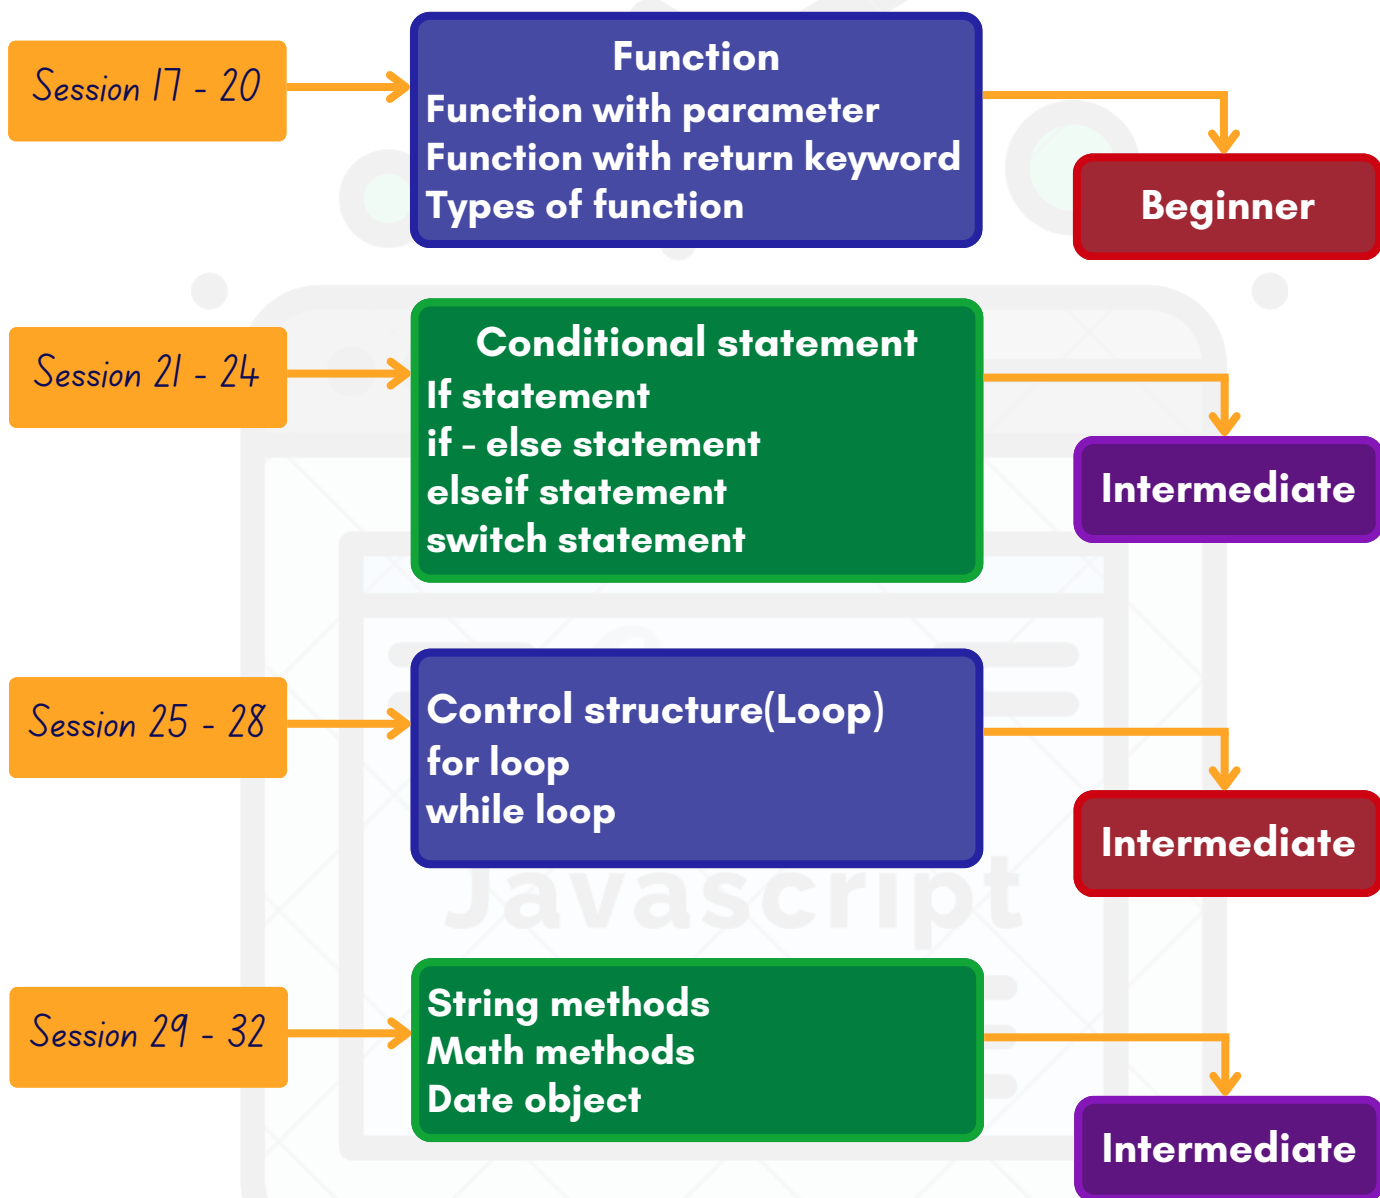 Session 17 - 20
Function
Function with parameter
Function with return keyword
Types of function
Beginner
Session 21 - 24
Conditional statement
If statement
if - else statement
elseif statement
switch statement
Intermediate
Session 25 - 28
Control structure(Loop)
for loop
while loop
Intermediate
Javascript
Session 29 - 32
String methods
Math methods
Date object
Intermediate